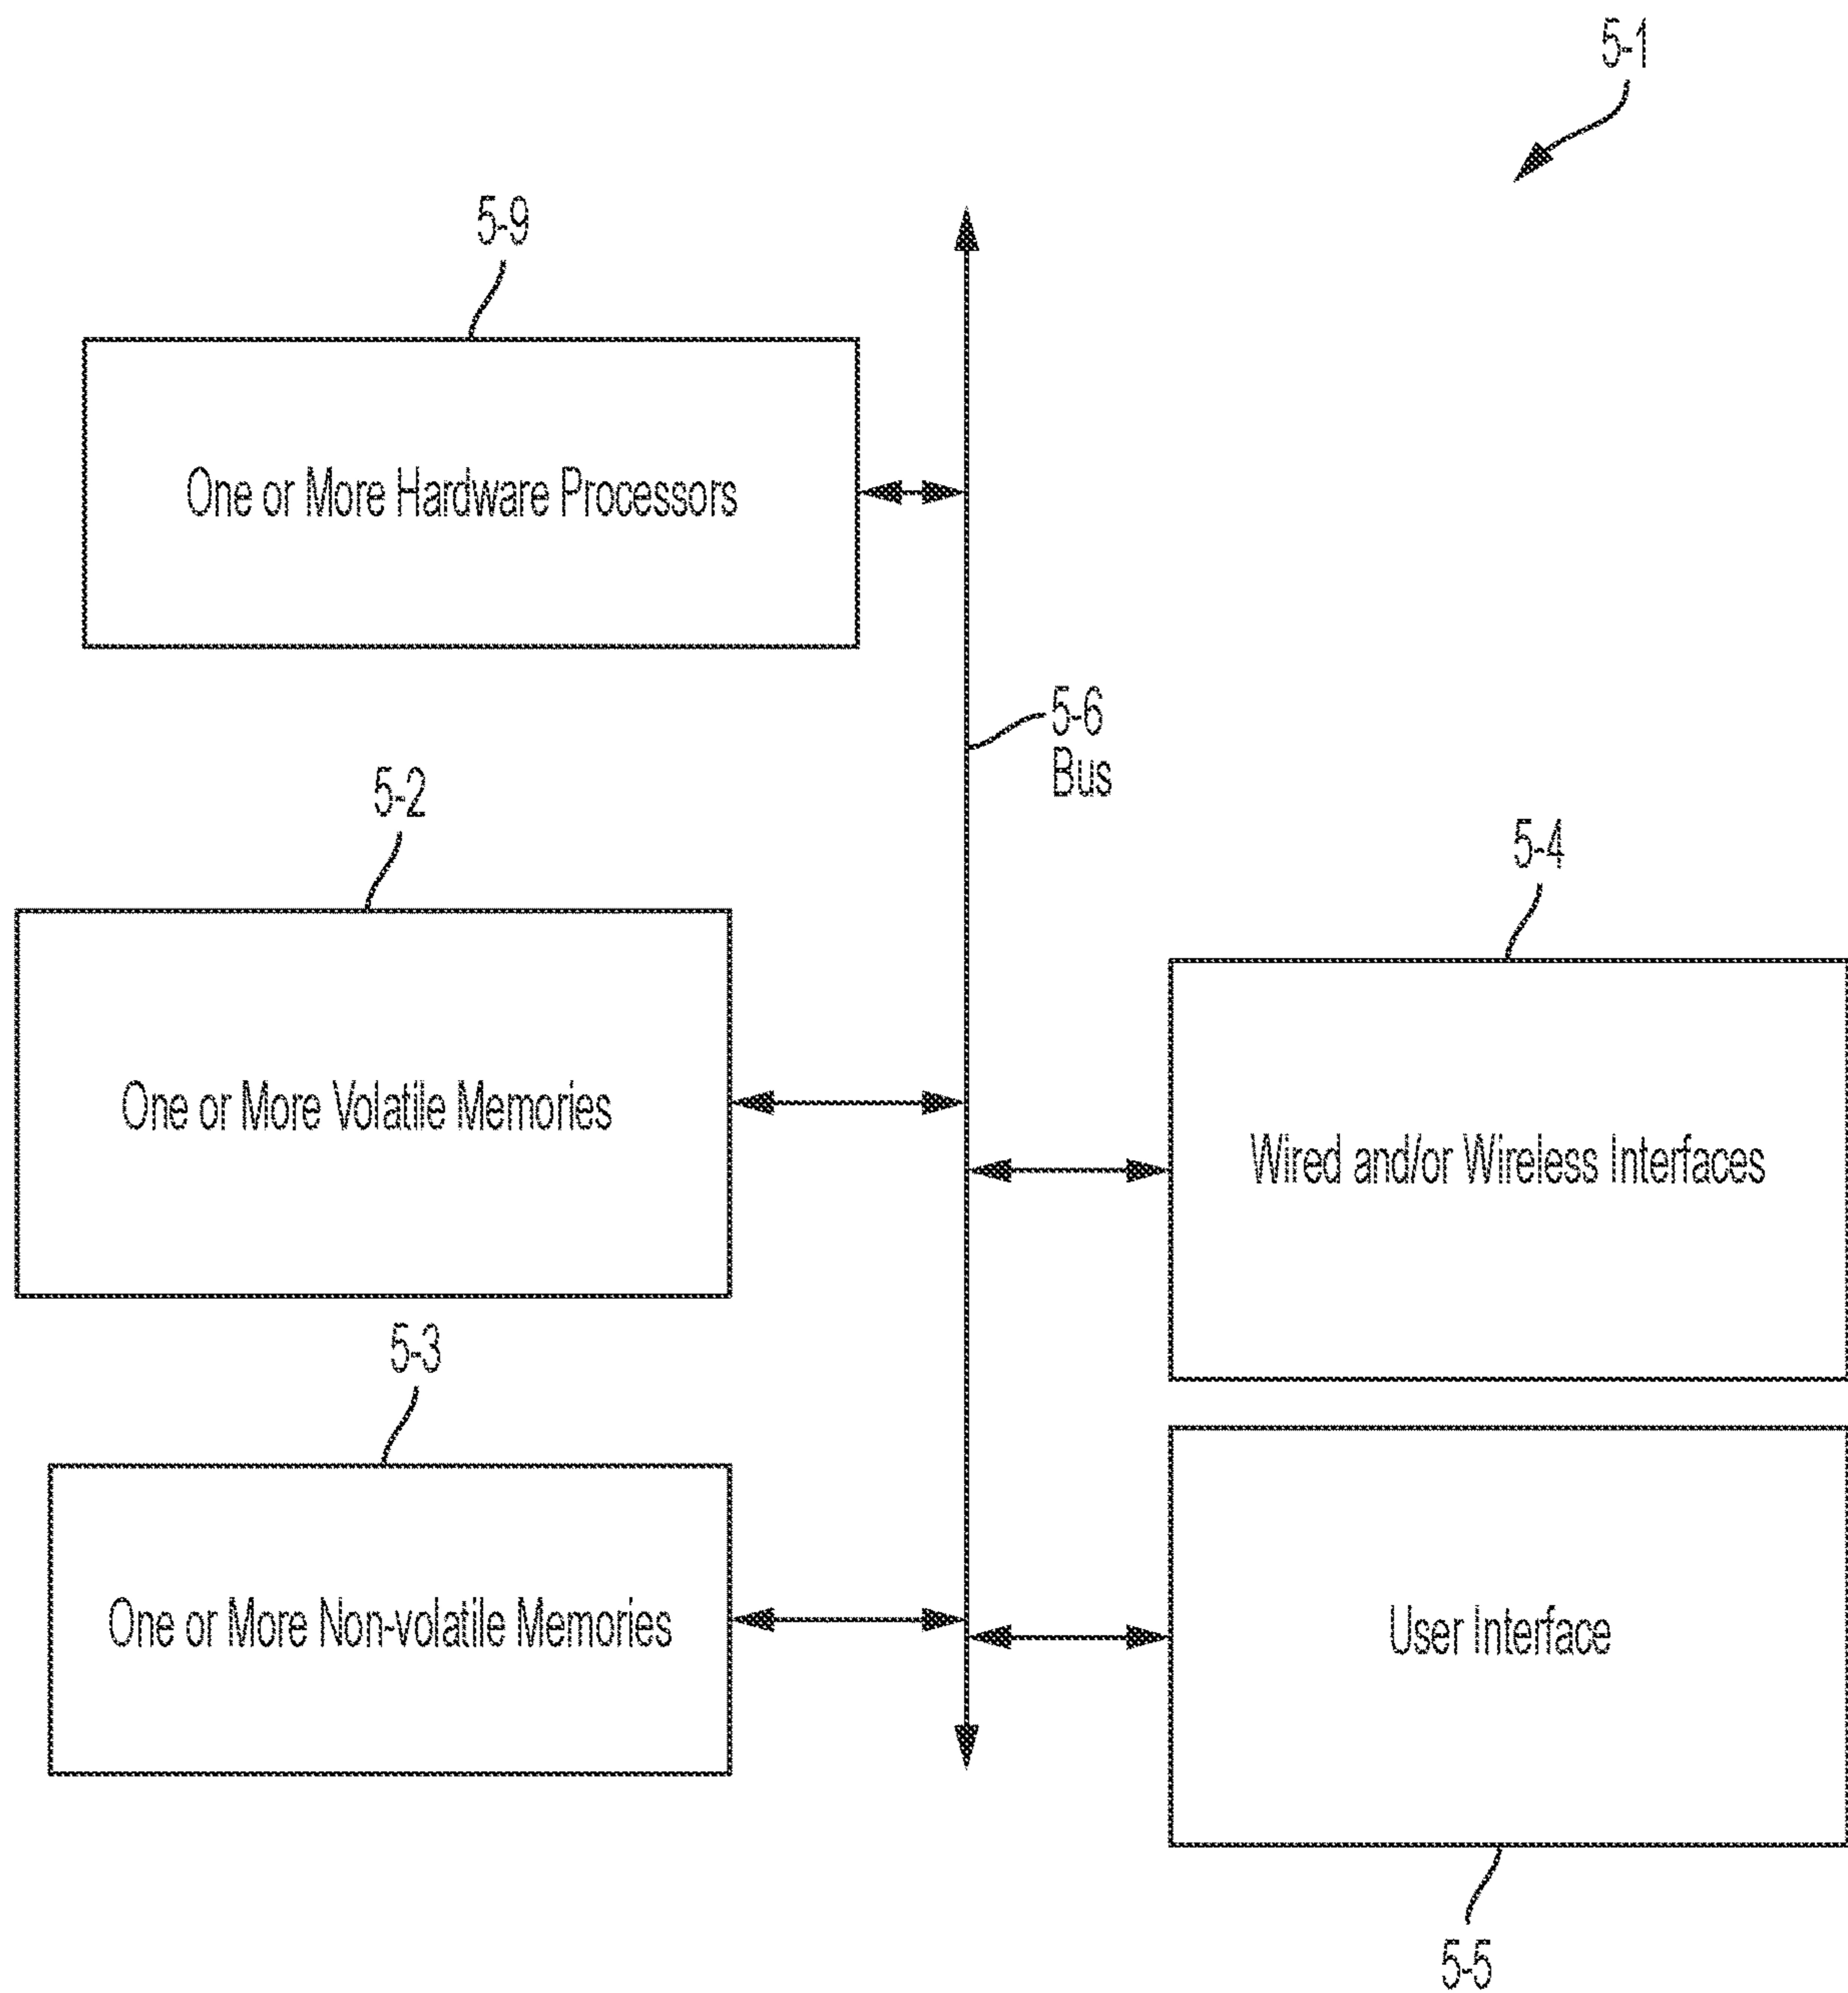 5-1
5-9
One or More Hardware Processors
5-6
Bus
5-2
5-4
One or More Volatile Memories
Wired and/or Wireless Interfaces
5-3
One or More Non-volatile Memories
User Interface
5-5